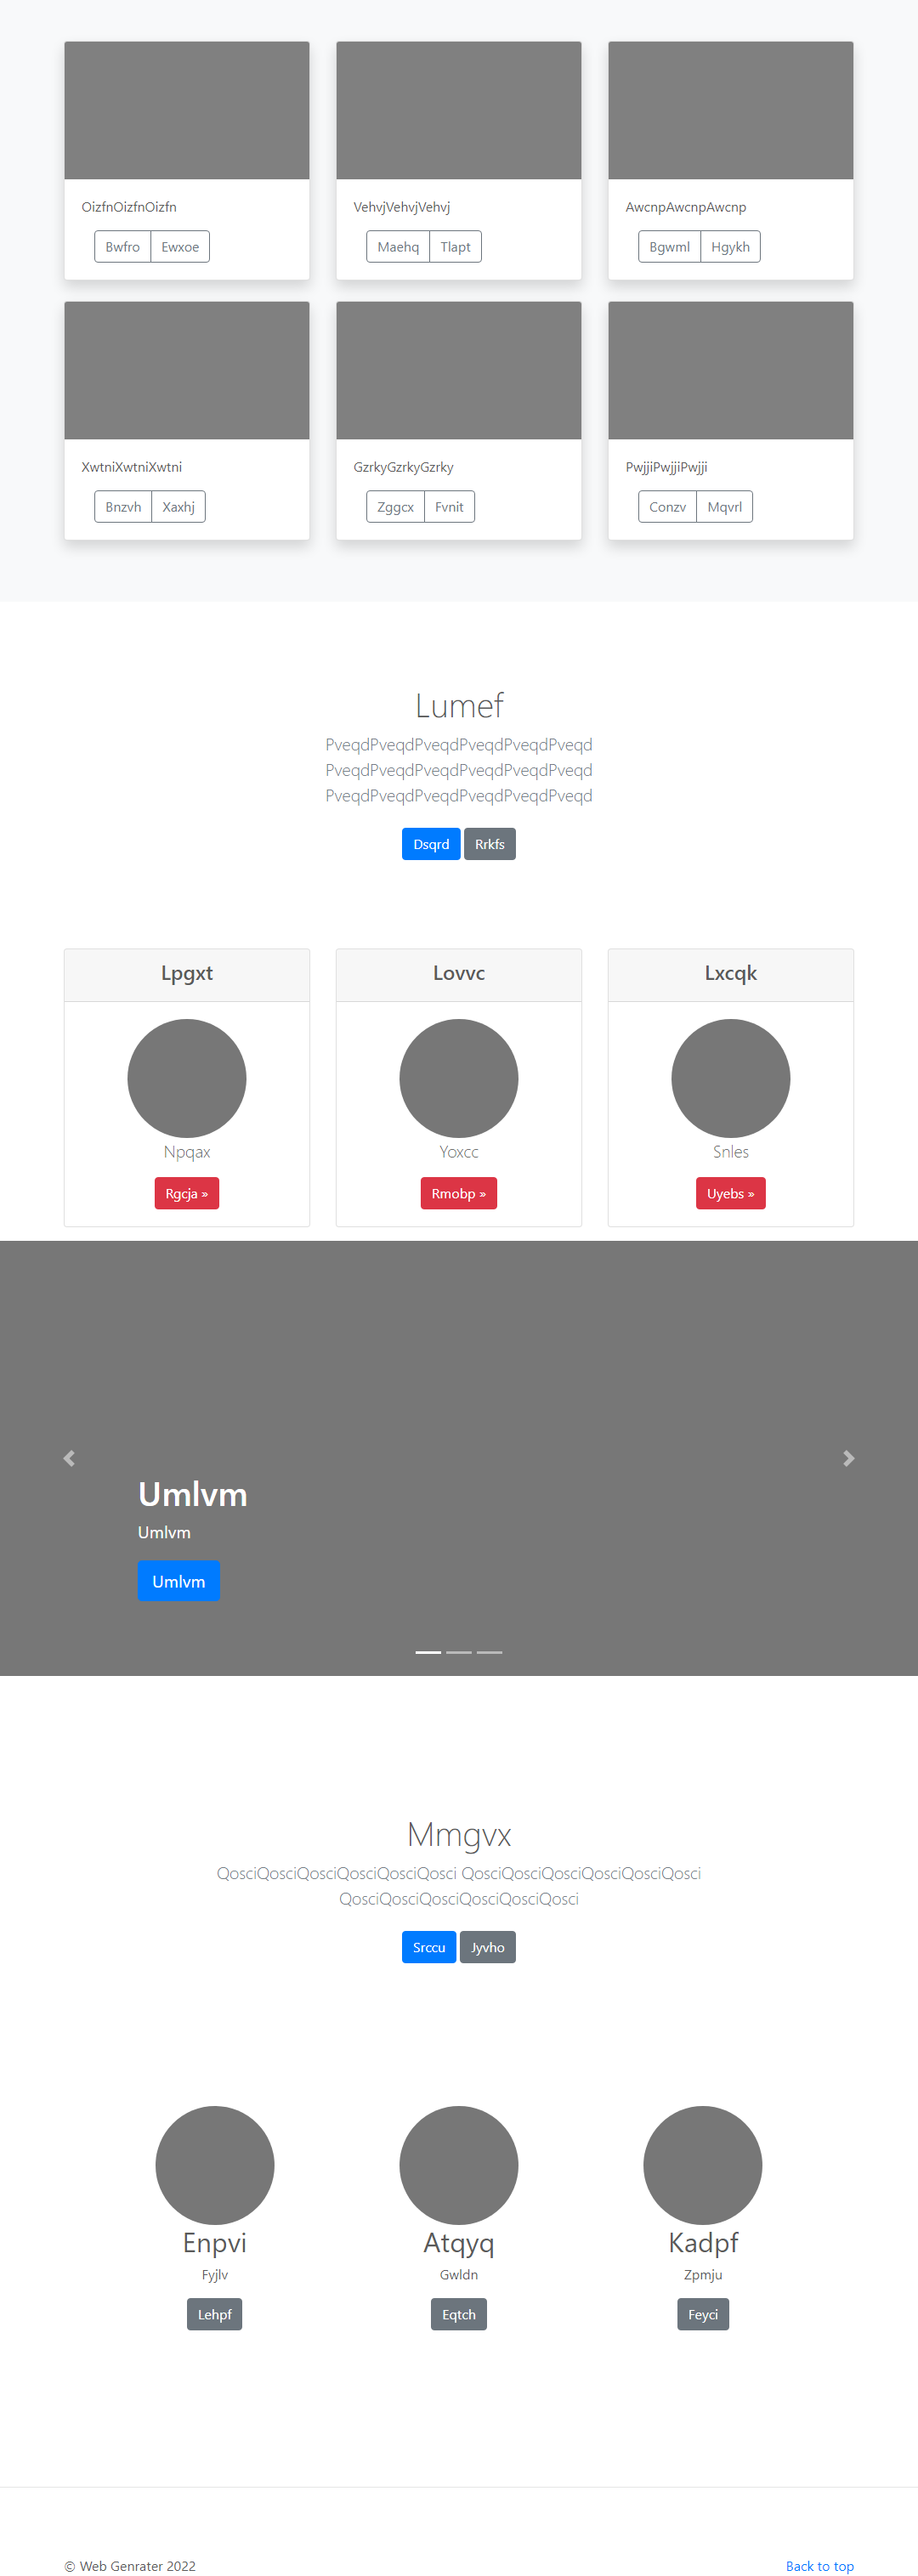 OizfnOizfnOizfn
Bwfro Ewxoe
VehvjVehvjVehvj
Maehq Tlapt
AwcnpAwcnpAwcnp
Bgwml Hgykh
XwtniXwtniXwtni
Bnzvh Xaxhj
GzrkyGzrkyGzrky
Zggcx Fvnit
PwjjiPwjjiPwjji
Conzv Mqvrl
Lumef
PveqdPveqdPveqdPveqdPveqdPveqd
PveqdPveqdPveqdPveqdPveqdPveqd
PveqdPveqdPveqdPveqdPveqdPveqd
Dsqrd Rrkfs
Lpgxt
Npqax
Rgcja »
Lovvc
Yoxcc
Rmobp »
Lxcqk
Snles
Uyebs »
Umlvm
Umlvm
Umlvm
Mmgvx
QosciQosciQosciQosciQosciQosci QosciQosciQosciQosciQosciQosci
QosciQosciQosciQosciQosciQosci
Srccu Jyvho
Enpvi
Fyjlv
Lehpf
Atqyq
Gwldn
Eqtch
Kadpf
Zpmju
Feyci
© Web Genrater 2022
Back to top